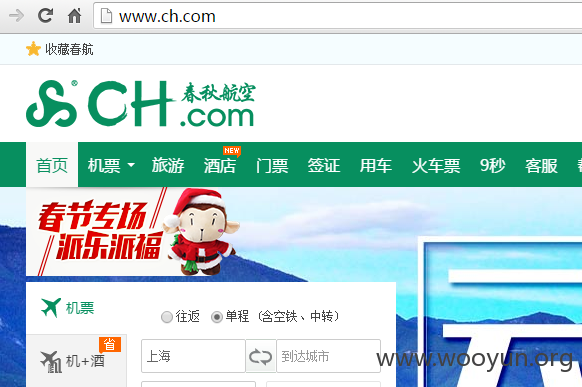 www.ch.com
收藏春航
CH 春秋航空
.com
NEW
首页 机票 旅游 酒店 门票 签证 用车 火车票 9秒 客服
春节专场
派乐派福
机票
往返 单程（含空铁、中转）
省
机+酒
上海 到达城市
www.wooyun.org